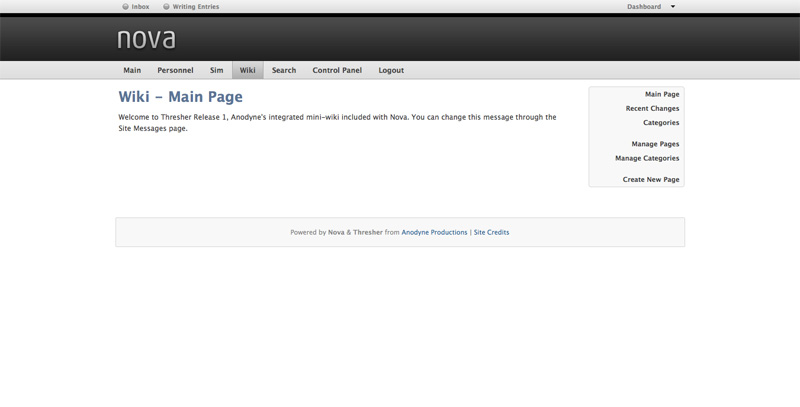 Inbox Writing Entries Dashboard
nova
Main Personnel Sim Wiki Search Control Panel Logout
Wiki - Main Page
Welcome to Thresher Release 1, Anodyne's integrated mini-wiki included with Nova. You can change this message through the
Site Messages page.
Main Page
Recent Changes
Categories
Manage Pages
Manage Categories
Create New Page
Powered by Nova & Thresher from Anodyne Productions | Site Credits